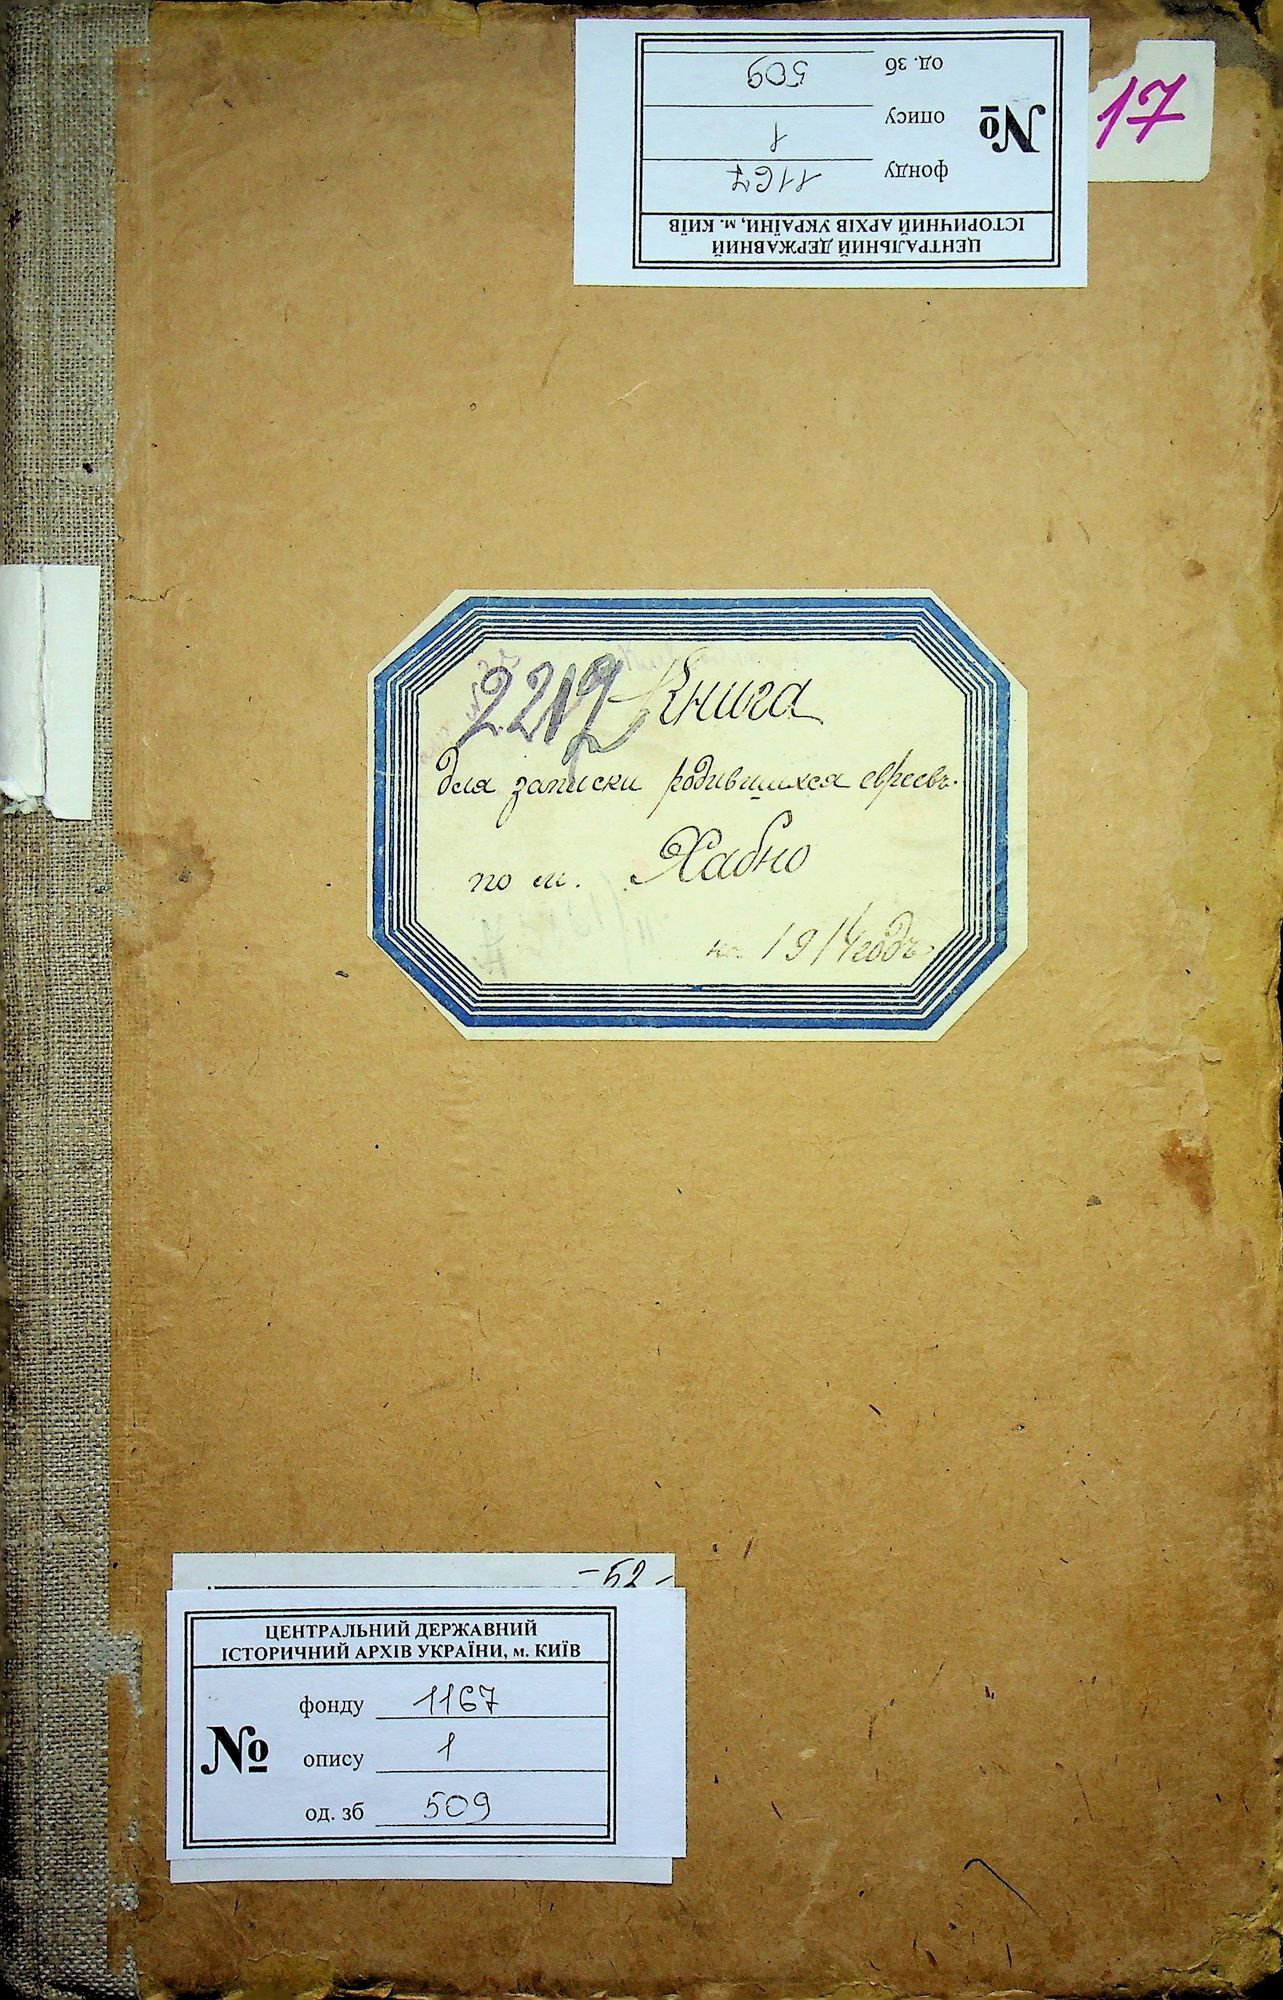 ЦЕНТРАЛЬНИЙ ДЕРЖАВНИЙ
ІСТОРИЧНИЙ АРХІВ УКРАЇНИ, м. КИЇВ
№
фонду 1167
опису 1
од. зб 509
17
2212 Книга
для записки родившихся евреевъ
по м. Хабно
на 1914 годъ
-52-
ЦЕНТРАЛЬНИЙ ДЕРЖАВНИЙ
ІСТОРИЧНИЙ АРХІВ УКРАЇНИ, м. КИЇВ
№
фонду 1167
опису 1
од. зб 509